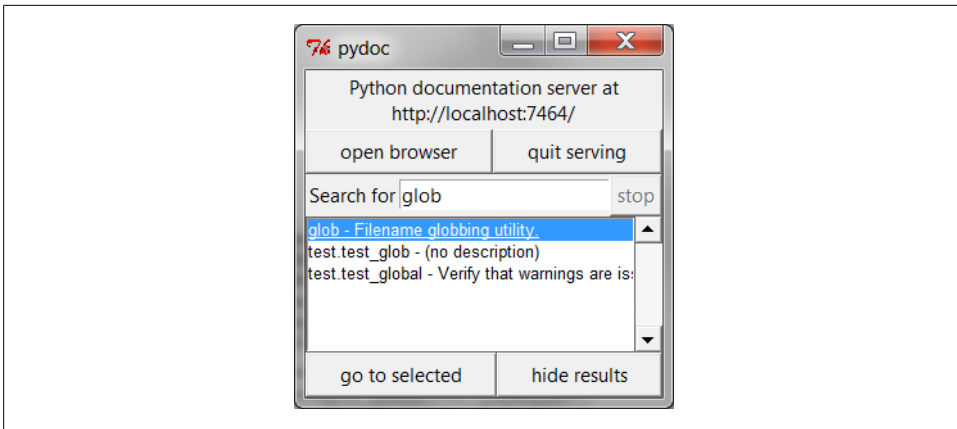 pydoc
Python documentation server at
http://localhost:7464/
open browser quit serving
Search for glob stop
glob - Filename globbing utility.
test.test_glob - (no description)
test.test_global - Verify that warnings are is
go to selected hide results